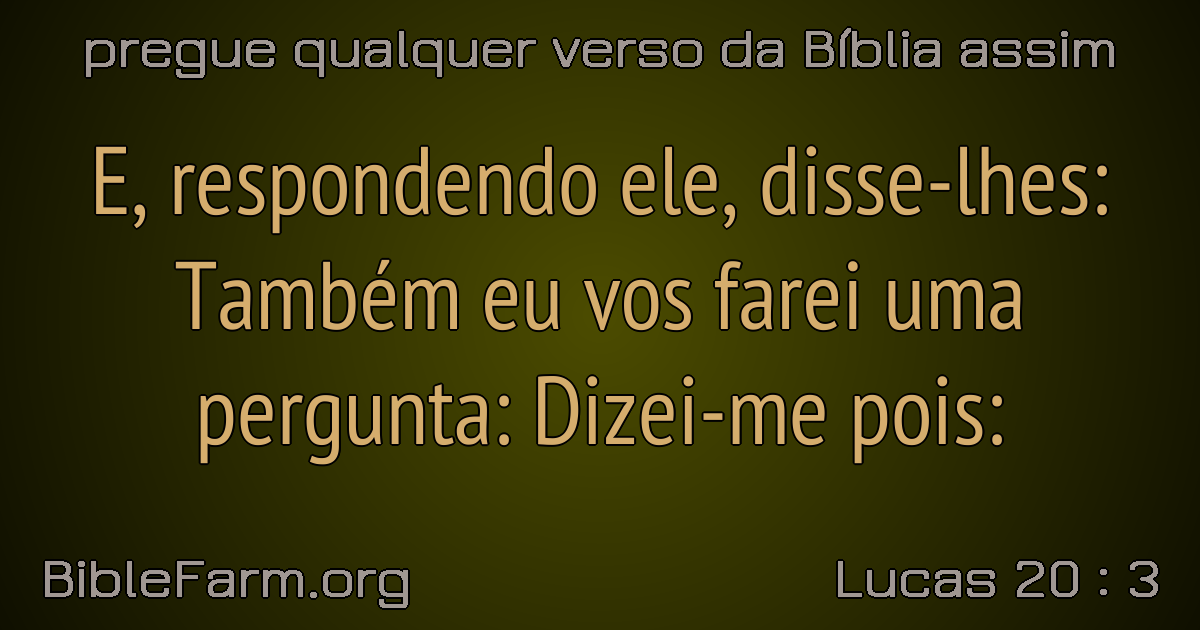 pregue qualquer verso da Bíblia assim
E, respondendo ele, disse-lhes:
Também eu vos farei uma
pergunta: Dizei-me pois:
BibleFarm.org
Lucas 20 : 3